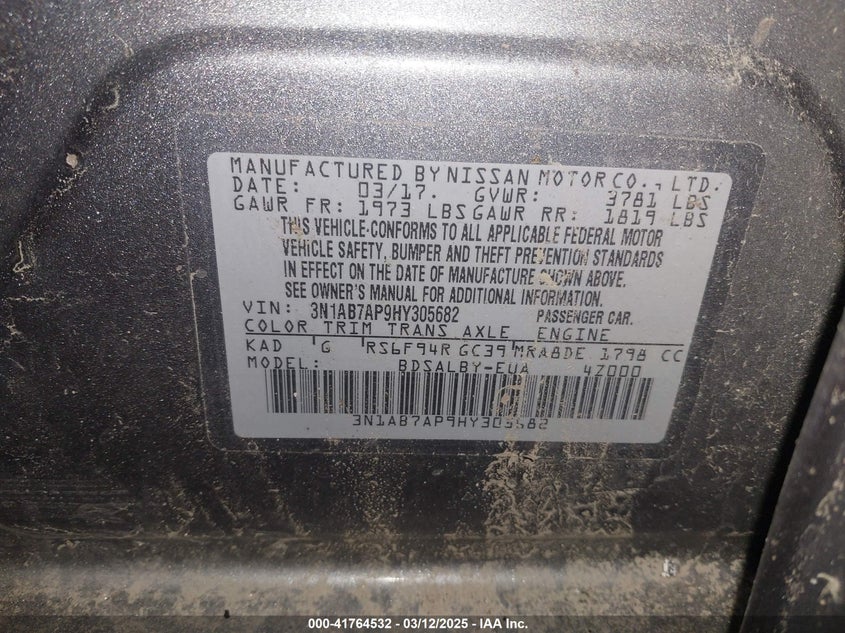 MANUFACTURED BY NISSAN MOTOR CO., LTD.
DATE: 03/17. GVWR: 3781 LBS
GAWR FR: 1973 LBS GAWR RR: 1819 LBS
THIS VEHICLE CONFORMS TO ALL APPLICABLE FEDERAL MOTOR
VEHICLE SAFETY, BUMPER AND THEFT PREVENTION STANDARDS
IN EFFECT ON THE DATE OF MANUFACTURE SHOWN ABOVE.
SEE OWNER'S MANUAL FOR ADDITIONAL INFORMATION.
VIN: 3N1AB7AP9HY305682 PASSENGER CAR.
COLOR TRIM TRANS AXLE ENGINE
KAD G RS6F94R GC39 MRA8DE 1798 CC
MODEL: BDSALBY-EUA 4Z000
3N1AB7AP9HY305682
000-41764532 - 03/12/2025 - IAA Inc.